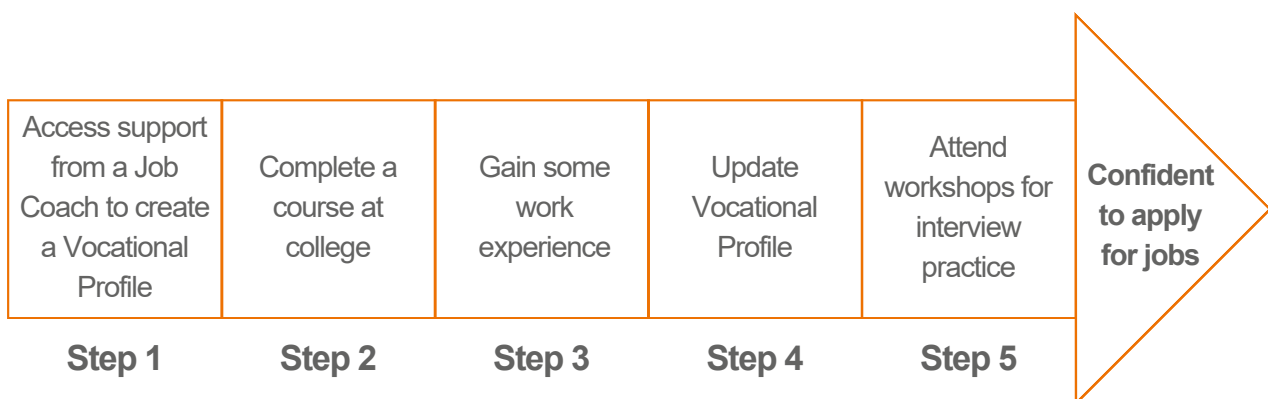 Access support
from a Job
Coach to create
a Vocational
Profile
Complete a
course at
college
Gain some
work
experience
Update
Vocational
Profile
Attend
workshops for
interview
practice
Confident
to apply
for jobs
Step 1
Step 2
Step 3
Step 4
Step 5